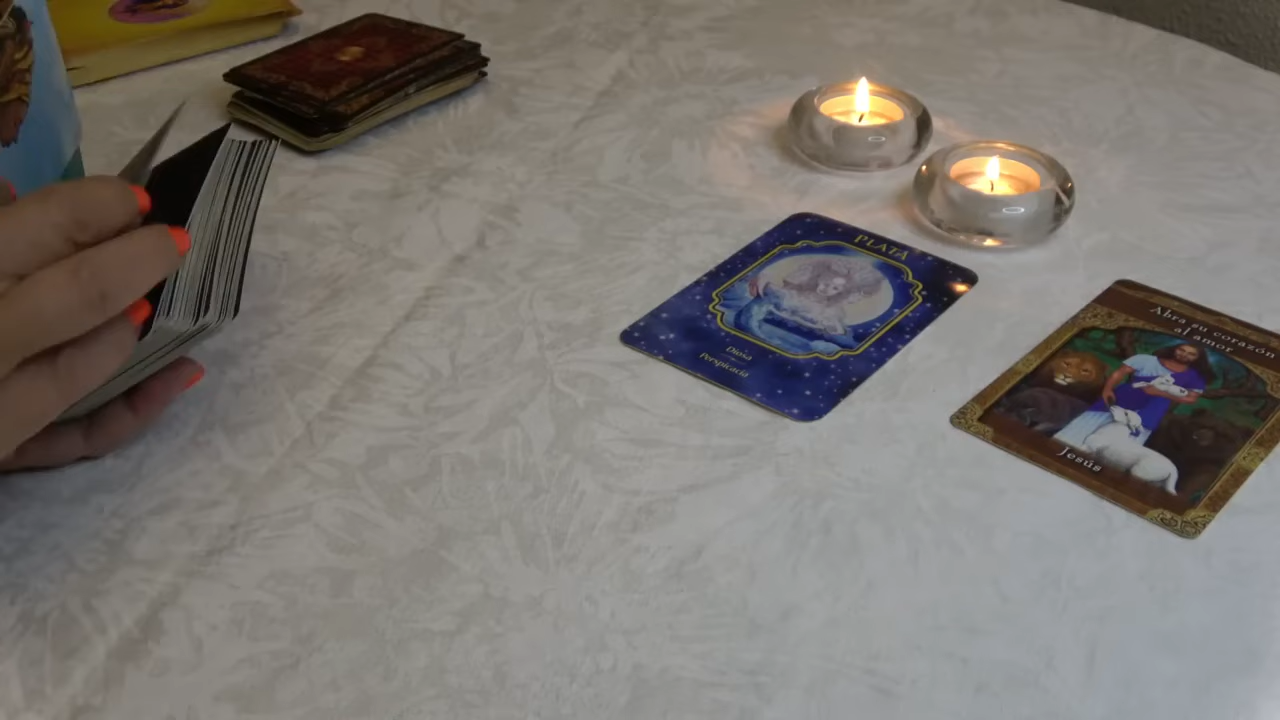 PLATA
Diosa
Perspicacia
Abra su corazón
al amor
Jesús